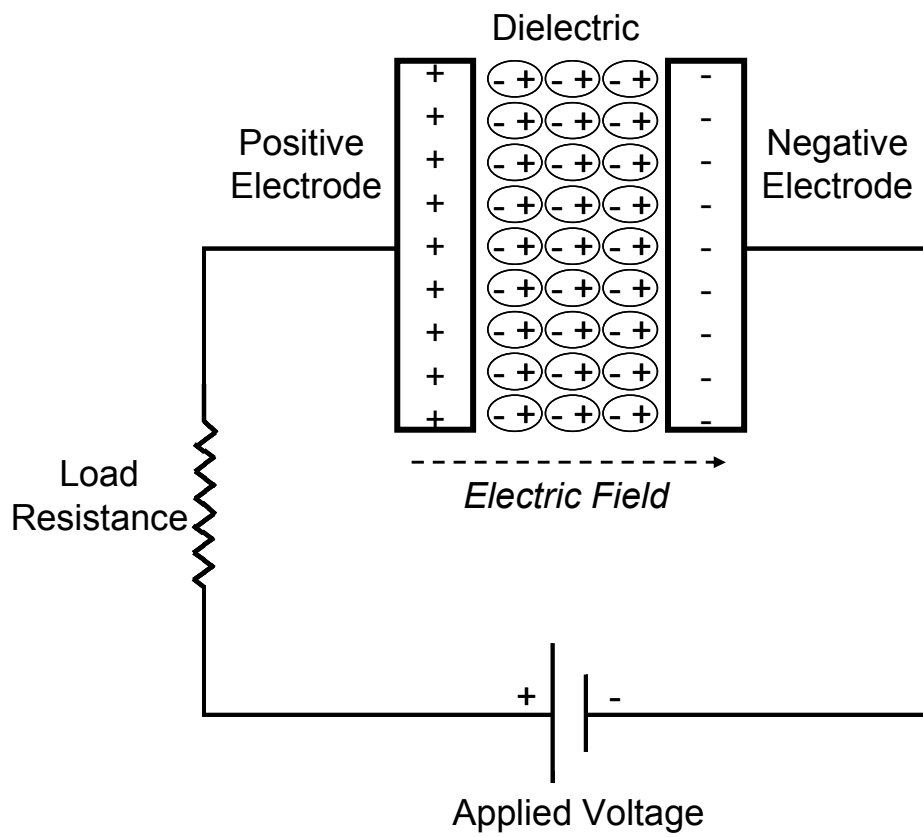 Dielectric
+ - + - + - + -
+ - + - + - + -
+ - + - + - + -
+ - + - + - + -
+ - + - + - + -
+ - + - + - + -
+ - + - + - + -
+ - + - + - + -
+ - + - + - + -
Positive
Electrode
Negative
Electrode
Electric Field
Load
Resistance
+ -
Applied Voltage